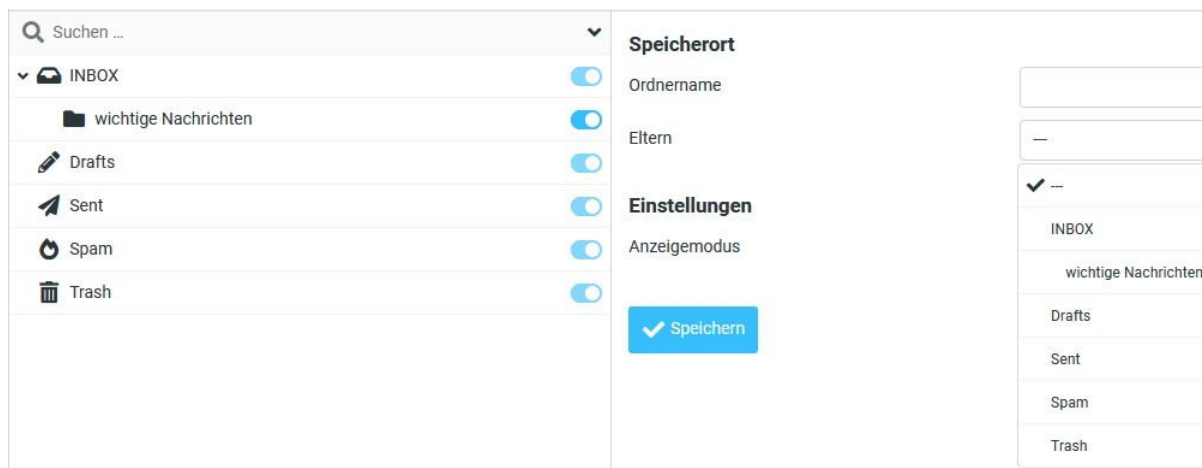 Suchen ...
INBOX
wichtige Nachrichten
Drafts
Sent
Spam
Trash
Speicherort
Ordnername
Eltern
---
---
INBOX
wichtige Nachrichten
Drafts
Sent
Spam
Trash
Einstellungen
Anzeigemodus
Speichern